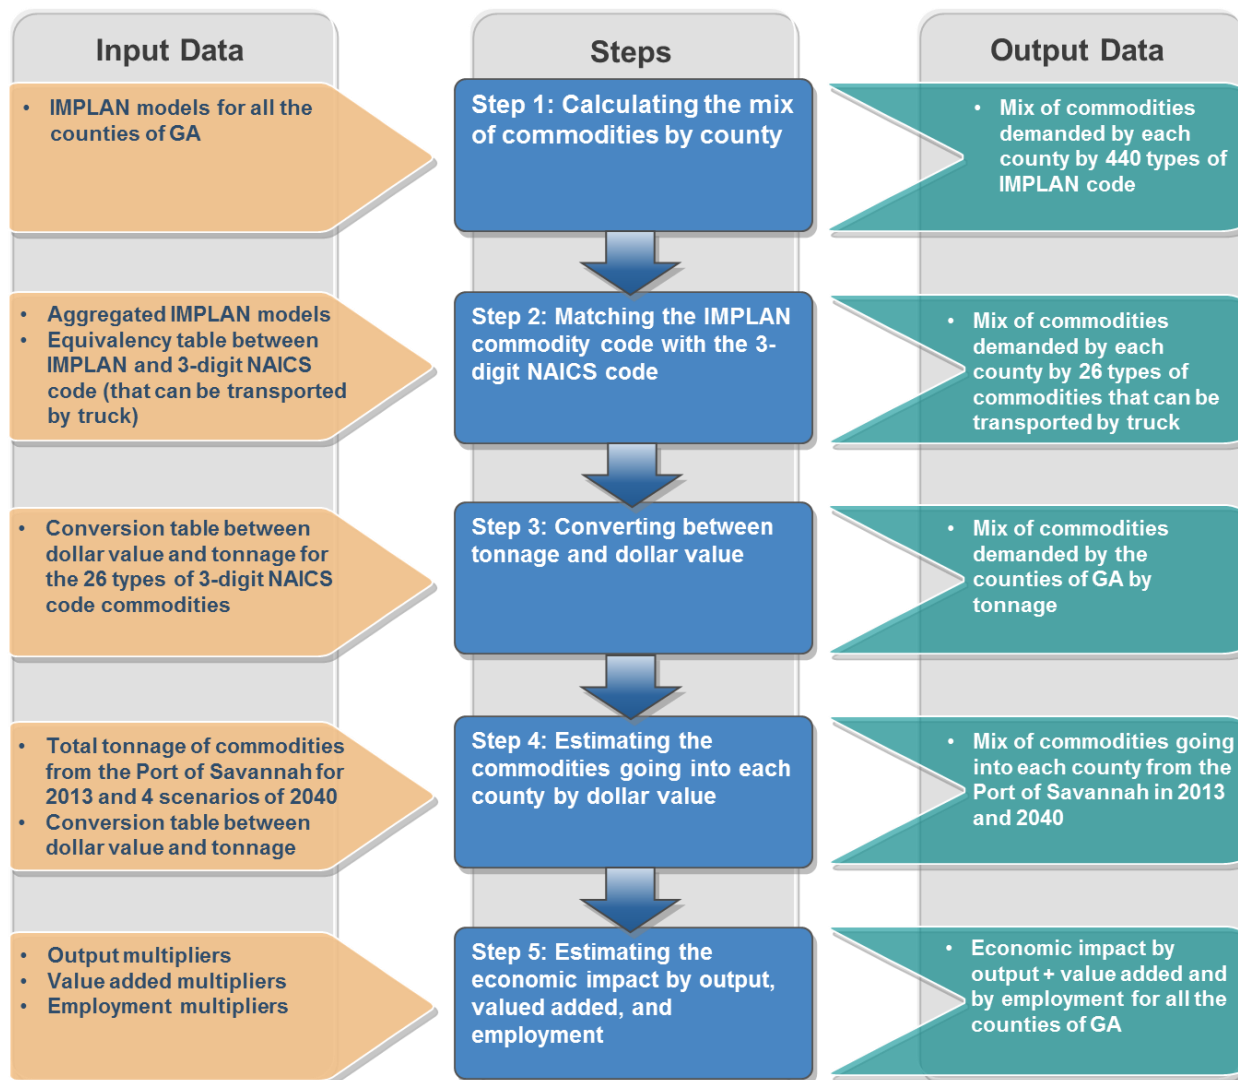 Input Data
Steps
Output Data
• IMPLAN models for all the
counties of GA
Step 1: Calculating the mix
of commodities by county
• Mix of commodities
demanded by each
county by 440 types of
IMPLAN code
• Aggregated IMPLAN models
• Equivalency table between
IMPLAN and 3-digit NAICS
code (that can be transported
by truck)
Step 2: Matching the IMPLAN
commodity code with the 3-
digit NAICS code
• Mix of commodities
demanded by each
county by 26 types of
commodities that can be
transported by truck
• Conversion table between
dollar value and tonnage for
the 26 types of 3-digit NAICS
code commodities
Step 3: Converting between
tonnage and dollar value
• Mix of commodities
demanded by the
counties of GA by
tonnage
• Total tonnage of commodities
from the Port of Savannah for
2013 and 4 scenarios of 2040
• Conversion table between
dollar value and tonnage
Step 4: Estimating the
commodities going into each
county by dollar value
• Mix of commodities going
into each county from the
Port of Savannah in 2013
and 2040
• Output multipliers
• Value added multipliers
• Employment multipliers
Step 5: Estimating the
economic impact by output,
valued added, and
employment
• Economic impact by
output + value added and
by employment for all the
counties of GA